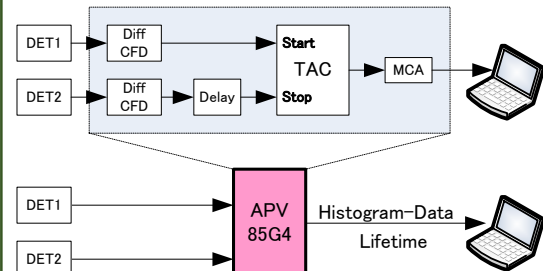 DET1
Diff
CFD
Start
TAC
MCA
DET2
Diff
CFD
Delay
Stop
DET1
APV
85G4
Histogram-Data
Lifetime
DET2